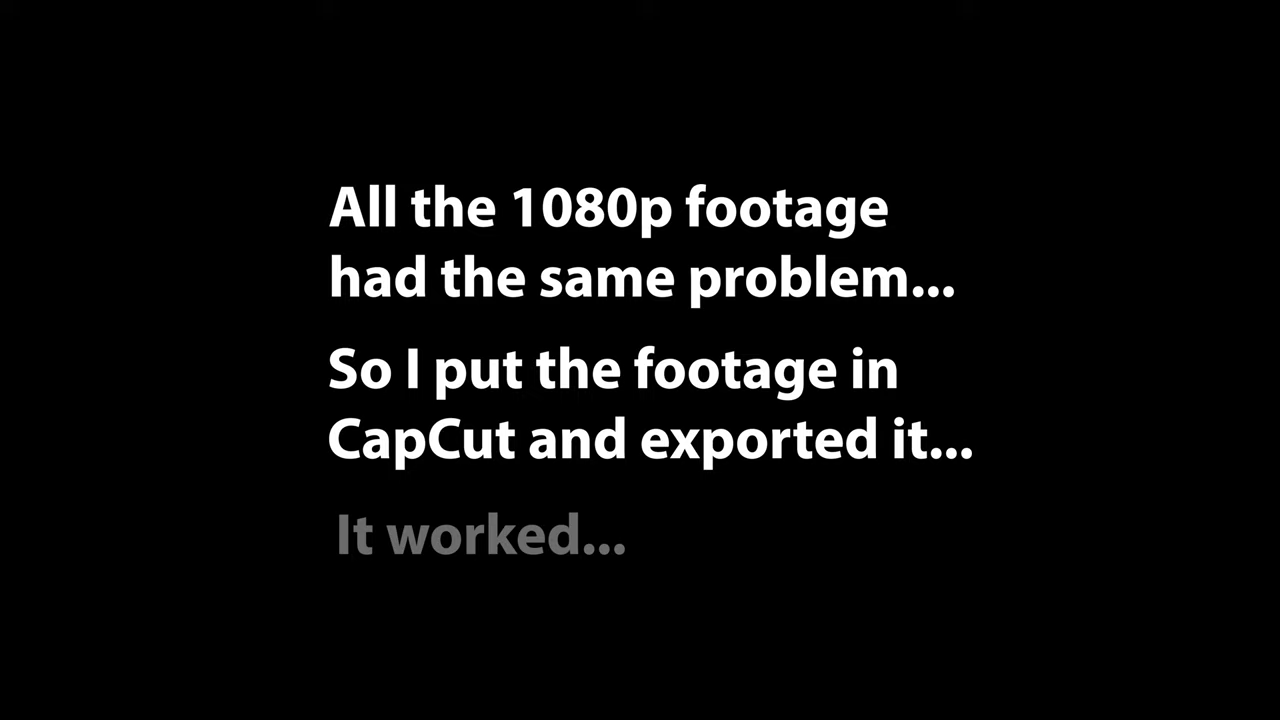 All the 1080p footage
had the same problem...
So I put the footage in
CapCut and exported it...
It worked...